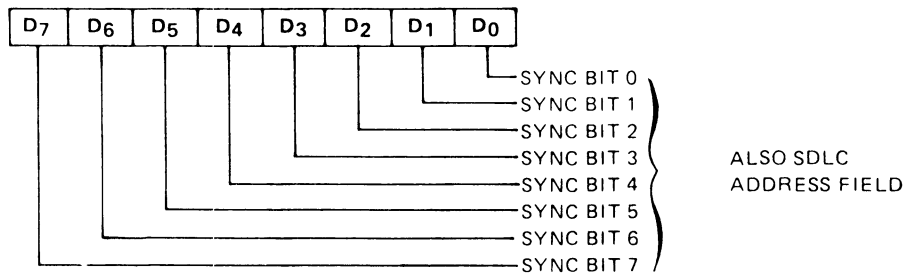 D7 D6 D5 D4 D3 D2 D1 D0
SYNC BIT 0
SYNC BIT 1
SYNC BIT 2
SYNC BIT 3
SYNC BIT 4
SYNC BIT 5
SYNC BIT 6
SYNC BIT 7
ALSO SDLC
ADDRESS FIELD